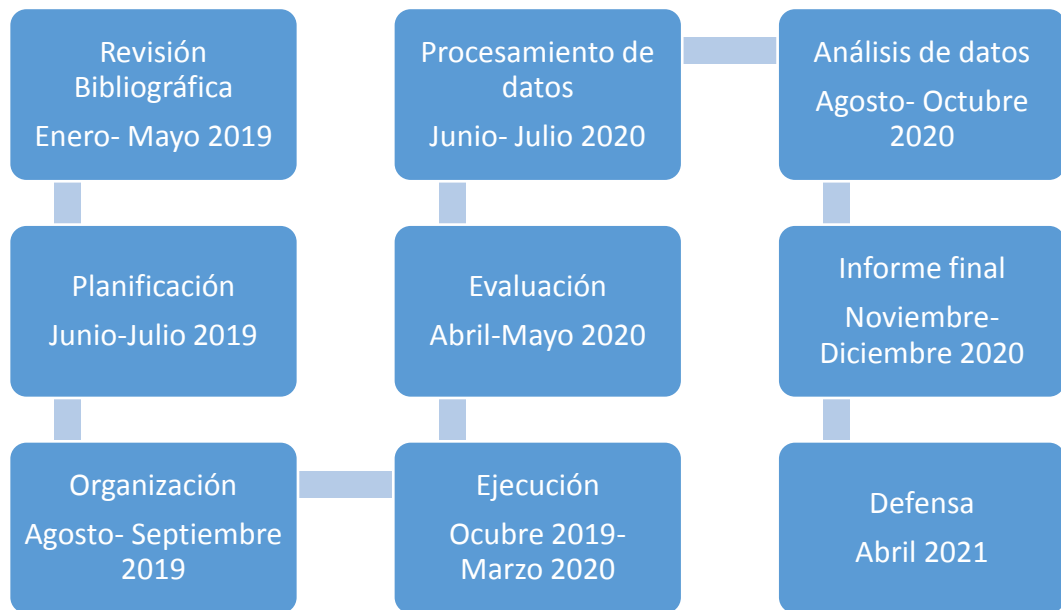 Revisión
Bibliográfica
Enero- Mayo 2019
Planificación
Junio-Julio 2019
Organización
Agosto- Septiembre
2019
Ejecución
Ocubre 2019-
Marzo 2020
Evaluación
Abril-Mayo 2020
Procesamiento de
datos
Junio- Julio 2020
Análisis de datos
Agosto- Octubre
2020
Informe final
Noviembre-
Diciembre 2020
Defensa
Abril 2021